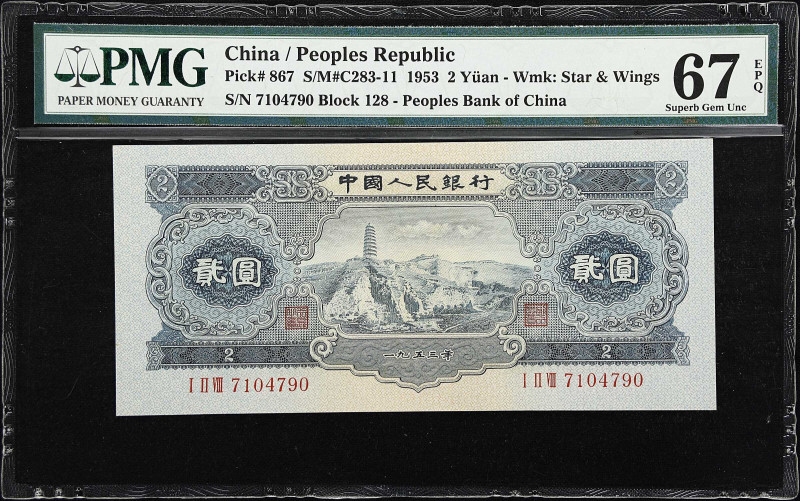 PMG
PAPER MONEY GUARANTY
China / Peoples Republic
Pick# 867 S/M#C283-11 1953 2 Yüan - Wmk: Star & Wings
S/N 7104790 Block 128 - Peoples Bank of China
67
EPQ
Superb Gem Unc
中國人民銀行
2
2
貳圓
貳圓
2
一九五三年
2
I II VIII 7104790
I II VIII 7104790